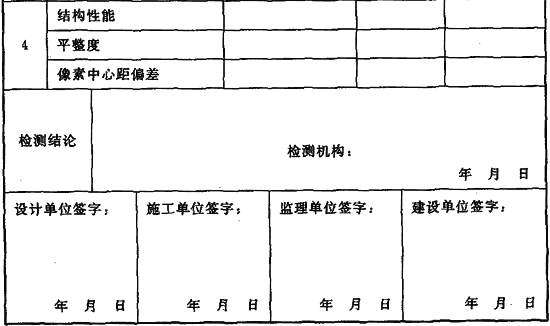 结构性能
4 平整度
像素中心距偏差
检测结论
检测机构：
年 月 日
设计单位签字： 施工单位签字； 监理单位签字： 建设单位签字：
年 月 日 年 月 日 年 月 日 年 月 日